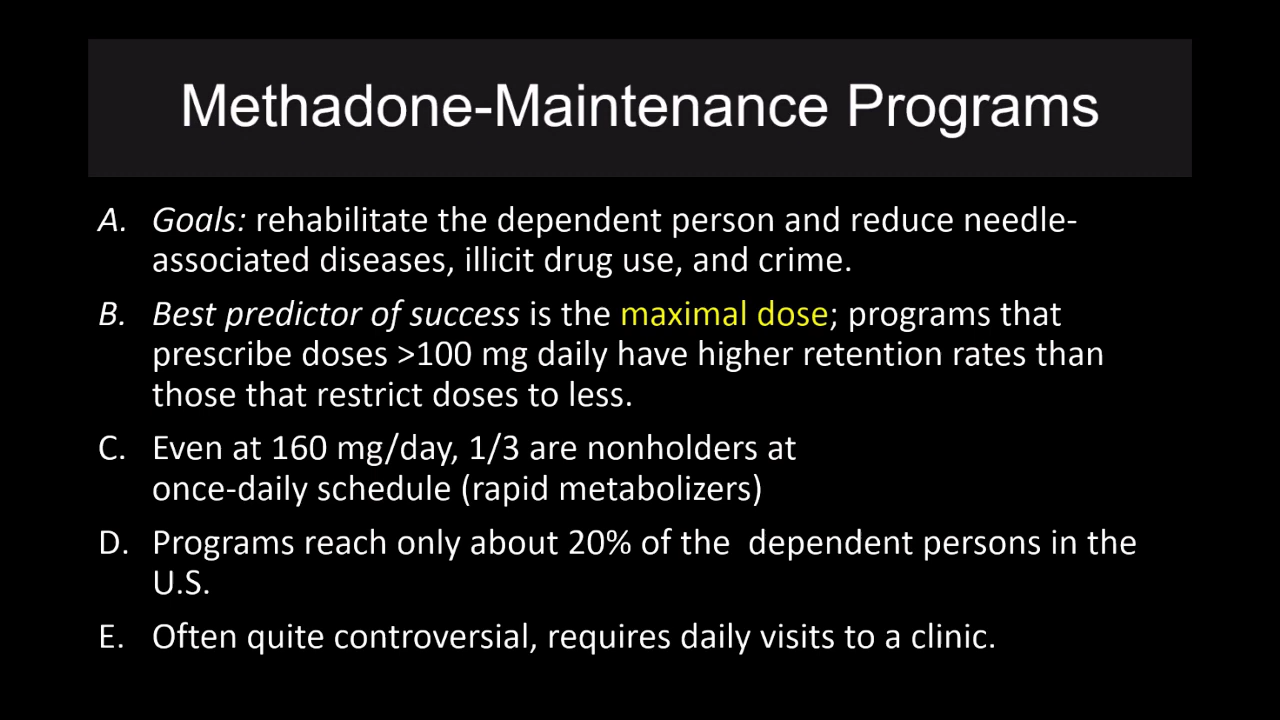 Methadone-Maintenance Programs
A. Goals: rehabilitate the dependent person and reduce needle-
associated diseases, illicit drug use, and crime.
B. Best predictor of success is the maximal dose; programs that
prescribe doses >100 mg daily have higher retention rates than
those that restrict doses to less.
C. Even at 160 mg/day, 1/3 are nonholders at
once-daily schedule (rapid metabolizers)
D. Programs reach only about 20% of the  dependent persons in the
U.S.
E. Often quite controversial, requires daily visits to a clinic.